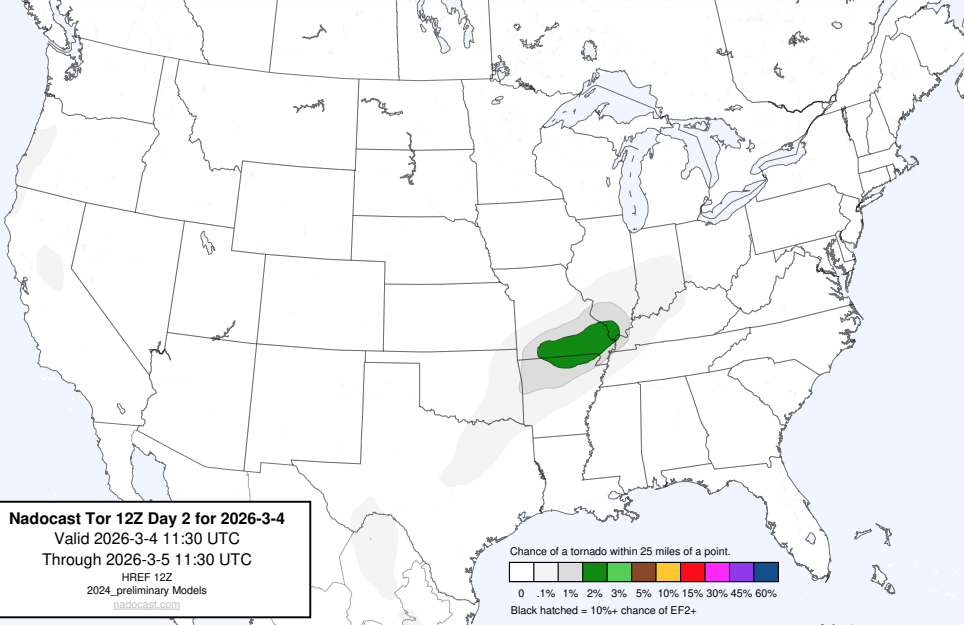 Nadocast Tor 12Z Day 2 for 2026-3-4
Valid 2026-3-4 11:30 UTC
Through 2026-3-5 11:30 UTC
HREF 12Z
2024_preliminary Models
nadocast.com
Chance of a tornado within 25 miles of a point.
0 .1% 1% 2% 3% 5% 10% 15% 30% 45% 60%
Black hatched = 10%+ chance of EF2+